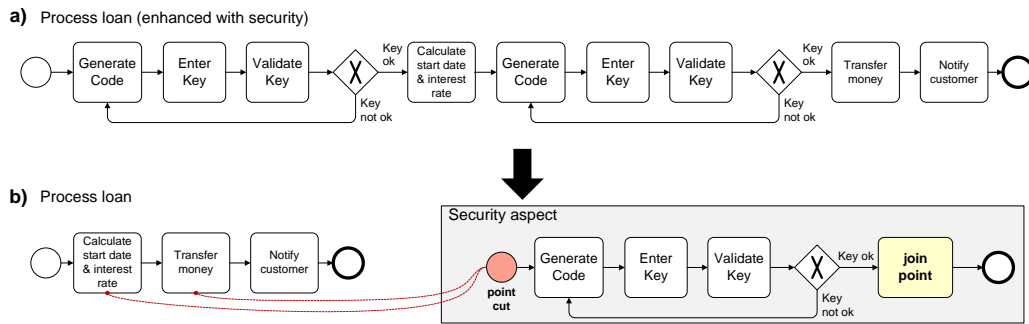 a) Process loan (enhanced with security)
Generate
Code
Enter
Key
Validate
Key
X
Key
ok
Key
not ok
Calculate
start date
& interest
rate
Generate
Code
Enter
Key
Validate
Key
X
Key
ok
Key
not ok
Transfer
money
Notify
customer
b) Process loan
Calculate
start date
& interest
rate
Transfer
money
Notify
customer
Security aspect
point
cut
Generate
Code
Enter
Key
Validate
Key
X
Key ok
Key
not ok
join
point